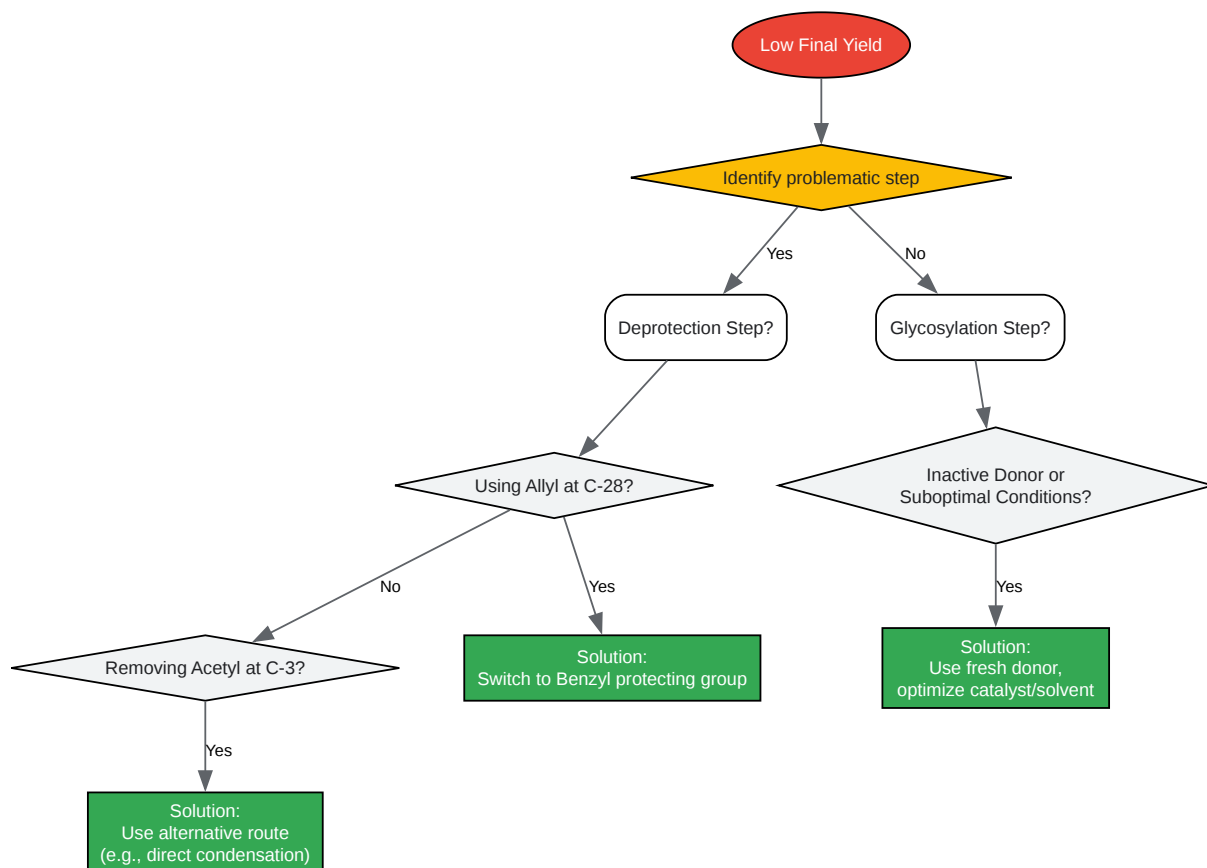 Low Final Yield
Identify problematic step
Yes
No
Deprotection Step?
Glycosylation Step?
Using Allyl at C-28?
Inactive Donor or
Suboptimal Conditions?
No
Yes
Yes
Removing Acetyl at C-3?
Solution:
Switch to Benzyl protecting group
Solution:
Use fresh donor,
optimize catalyst/solvent
Yes
Solution:
Use alternative route
(e.g., direct condensation)